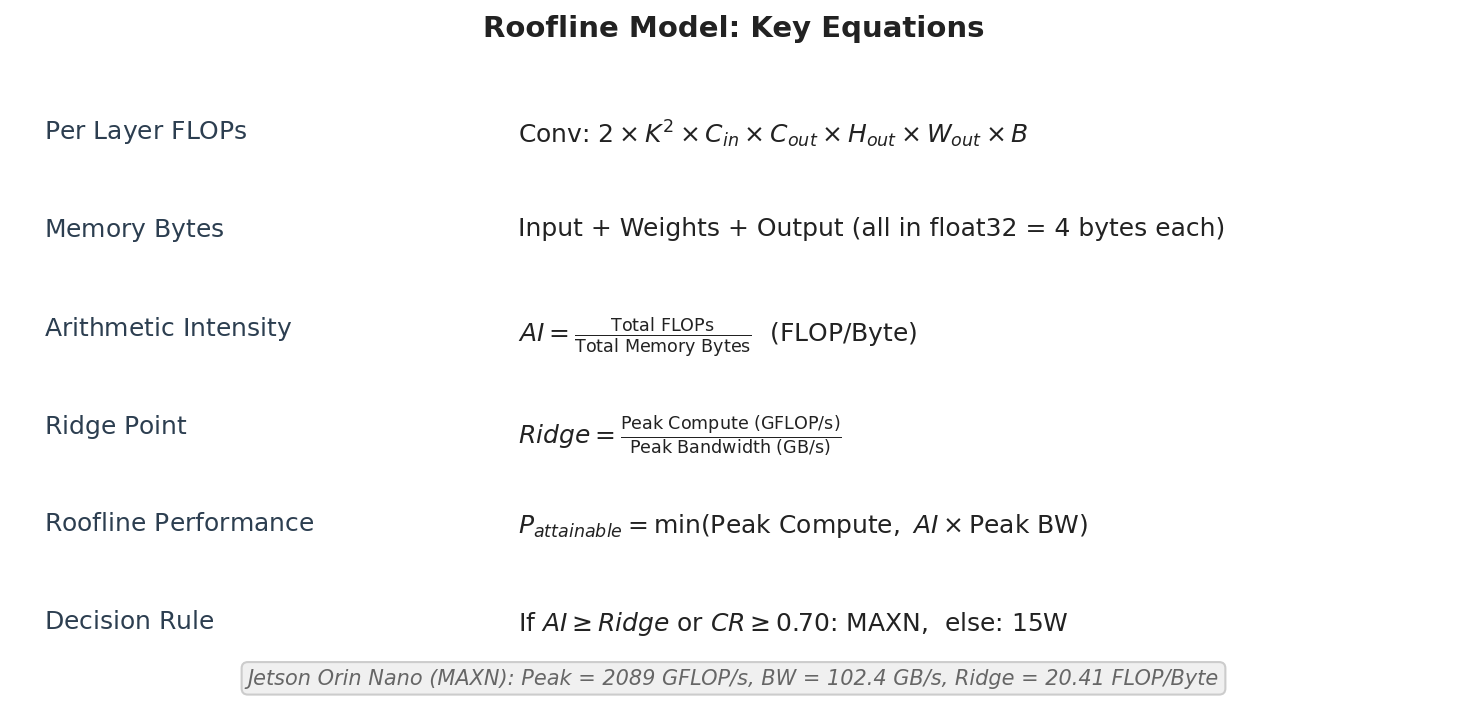 Roofline Model: Key Equations
Per Layer FLOPs Conv: 2 × K² × C_in × C_out × H_out × W_out × B
Memory Bytes Input + Weights + Output (all in float32 = 4 bytes each)
Arithmetic Intensity AI = Total FLOPs / Total Memory Bytes (FLOP/Byte)
Ridge Point Ridge = Peak Compute (GFLOP/s) / Peak Bandwidth (GB/s)
Roofline Performance P_attainable = min(Peak Compute, AI × Peak BW)
Decision Rule If AI ≥ Ridge or CR ≥ 0.70: MAXN, else: 15W
Jetson Orin Nano (MAXN): Peak = 2089 GFLOP/s, BW = 102.4 GB/s, Ridge = 20.41 FLOP/Byte